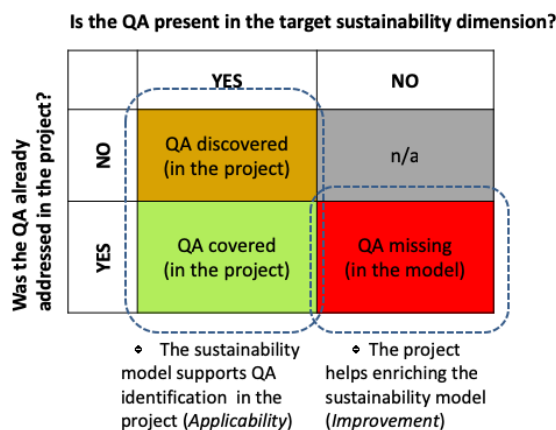 Is the QA present in the target sustainability dimension?
YES
NO
Was the QA already
addressed in the project?
NO
QA discovered
(in the project)
n/a
YES
QA covered
(in the project)
QA missing
(in the model)
The sustainability
model supports QA
identification in the
project (Applicability)
The project
helps enriching the
sustainability model
(Improvement)